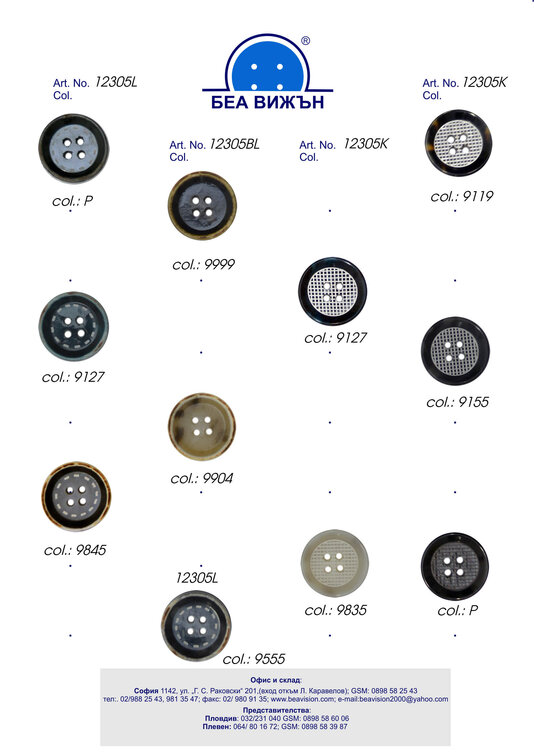 ®
БЕА ВИЖЪН
Art. No. 12305L
Col.
col.: P
col.: 9127
col.: 9845
Art. No. 12305BL
Col.
col.: 9999
col.: 9904
12305L
col.: 9555
Art. No. 12305K
Col.
col.: 9127
col.: 9835
Art. No. 12305K
Col.
col.: 9119
col.: 9155
col.: P
Офис и склад:
София 1142, ул. „Г. С. Раковски" 201,(вход откъм Л. Каравелов); GSM: 0898 58 25 43
тел:. 02/988 25 43, 981 35 47; факс: 02/ 980 91 35; www.beavision.com; e-mail:beavision2000@yahoo.com
Представителства:
Пловдив: 032/231 040 GSM: 0898 58 60 06
Плевен: 064/ 80 16 72; GSM: 0898 58 39 87